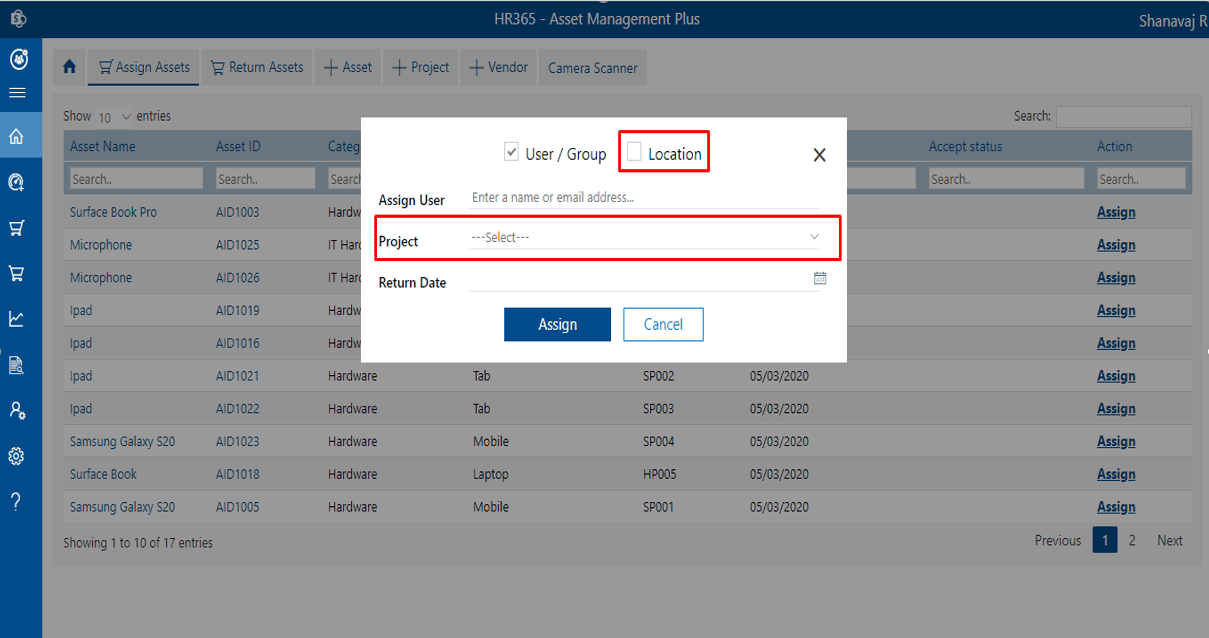 HR365 - Asset Management Plus
Shanavaj R
Assign Assets Return Assets + Asset + Project + Vendor Camera Scanner
Show 10 entries Search:
Asset Name Asset ID Categ Accept status Action
Search.. Search.. Search Search.. Search..
Surface Book Pro AID1003 Hardw Assign
Microphone AID1025 IT Hard Assign
Microphone AID1026 IT Hard Assign
Ipad AID1019 Hardw Assign
Ipad AID1016 Hardw Assign
Ipad AID1021 Hardware Tab SP002 05/03/2020 Assign
Ipad AID1022 Hardware Tab SP003 05/03/2020 Assign
Samsung Galaxy S20 AID1023 Hardware Mobile SP004 05/03/2020 Assign
Surface Book AID1018 Hardware Laptop HP005 05/03/2020 Assign
Samsung Galaxy S20 AID1005 Hardware Mobile SP001 05/03/2020 Assign
Showing 1 to 10 of 17 entries Previous 1 2 Next
User / Group Location
Assign User Enter a name or email address...
Project ---Select---
Return Date
Assign Cancel